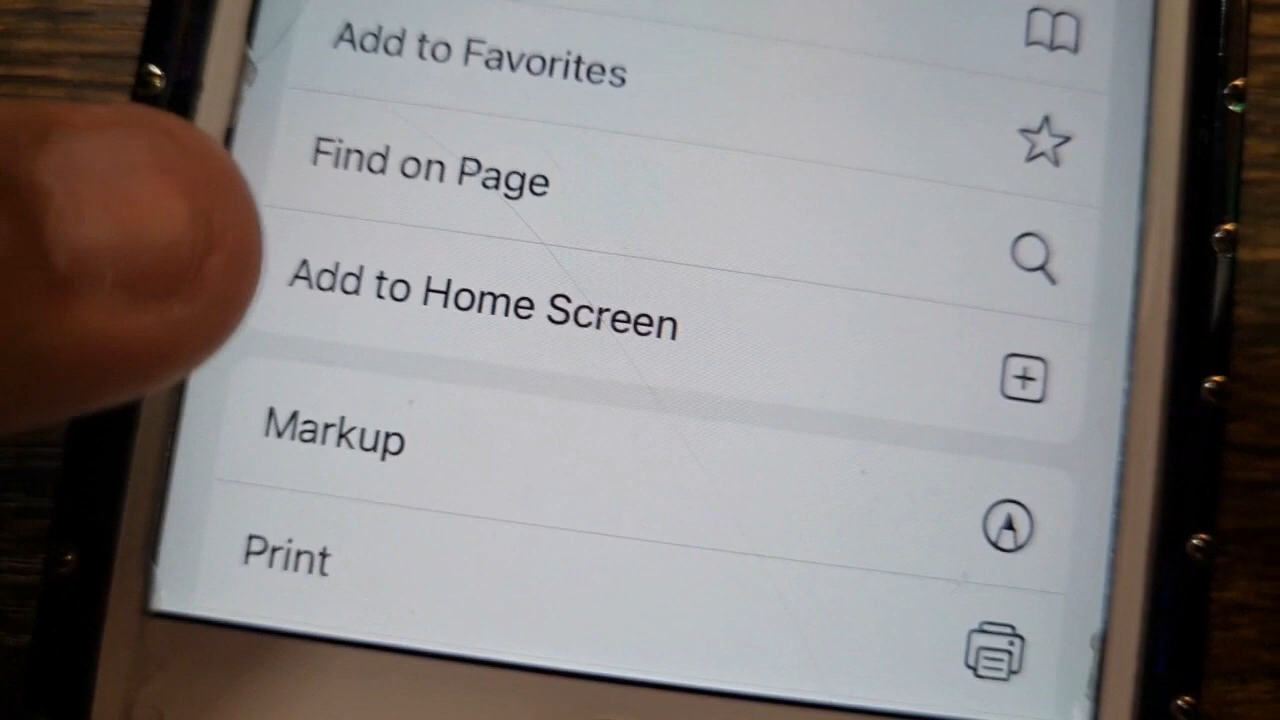 Add to Favorites
Find on Page
Add to Home Screen
Markup
Print